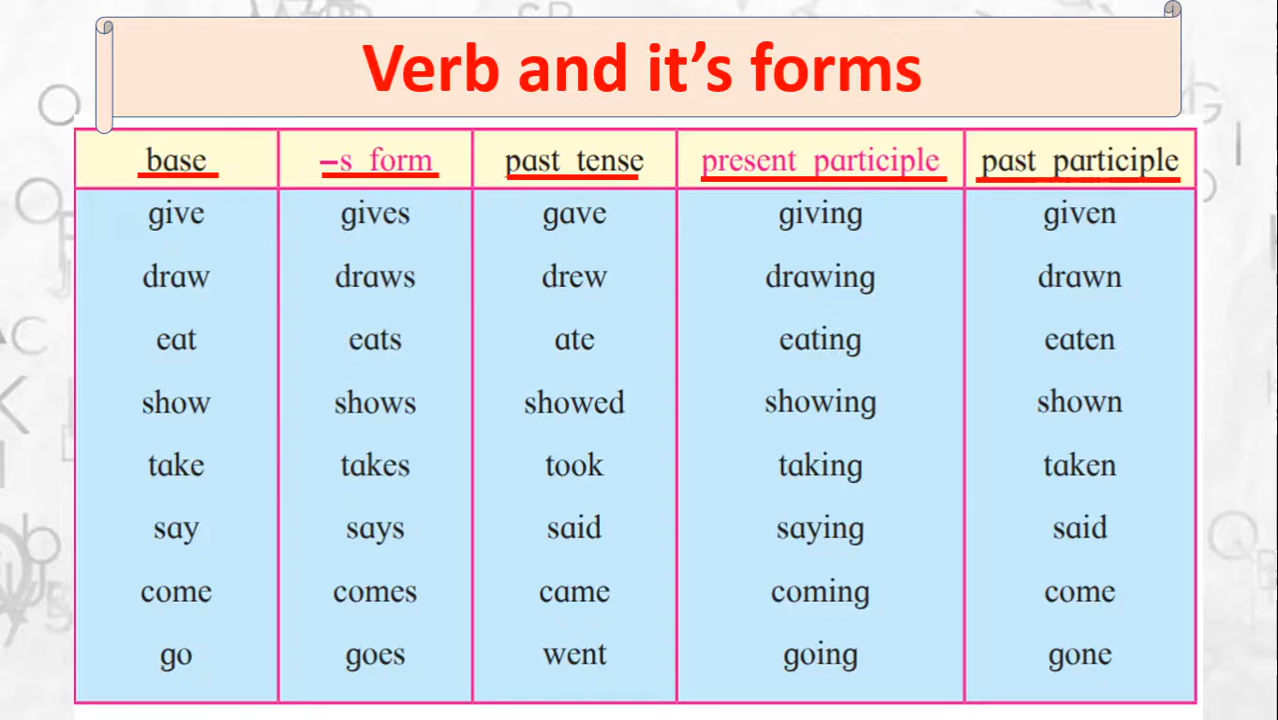 Verb and it’s forms
base –s form past tense present participle past participle
give gives gave giving given
draw draws drew drawing drawn
eat eats ate eating eaten
show shows showed showing shown
take takes took taking taken
say says said saying said
come comes came coming come
go goes went going gone